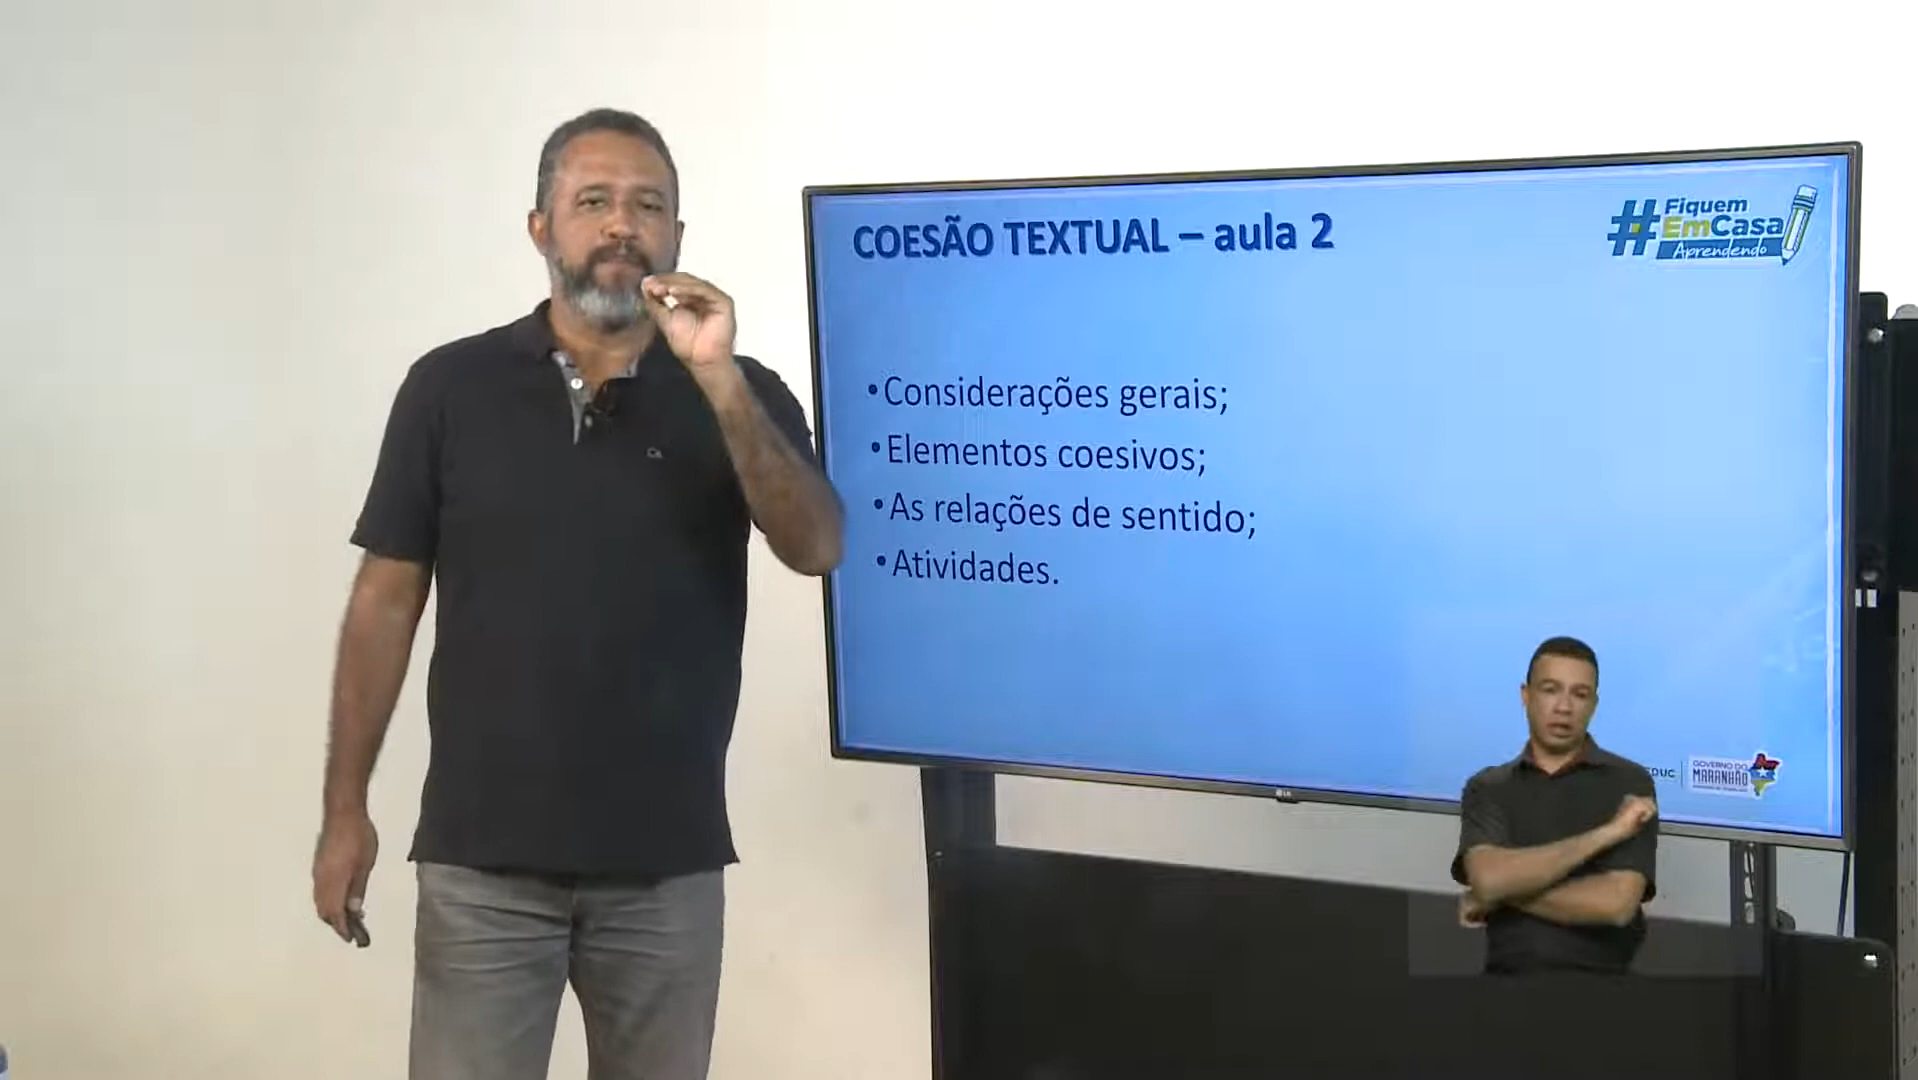 COESÃO TEXTUAL – aula 2
#Fiquem
EmCasa
Aprendendo
•Considerações gerais;
•Elementos coesivos;
•As relações de sentido;
•Atividades.
GOVERNO DO
MARANHÃO
LG